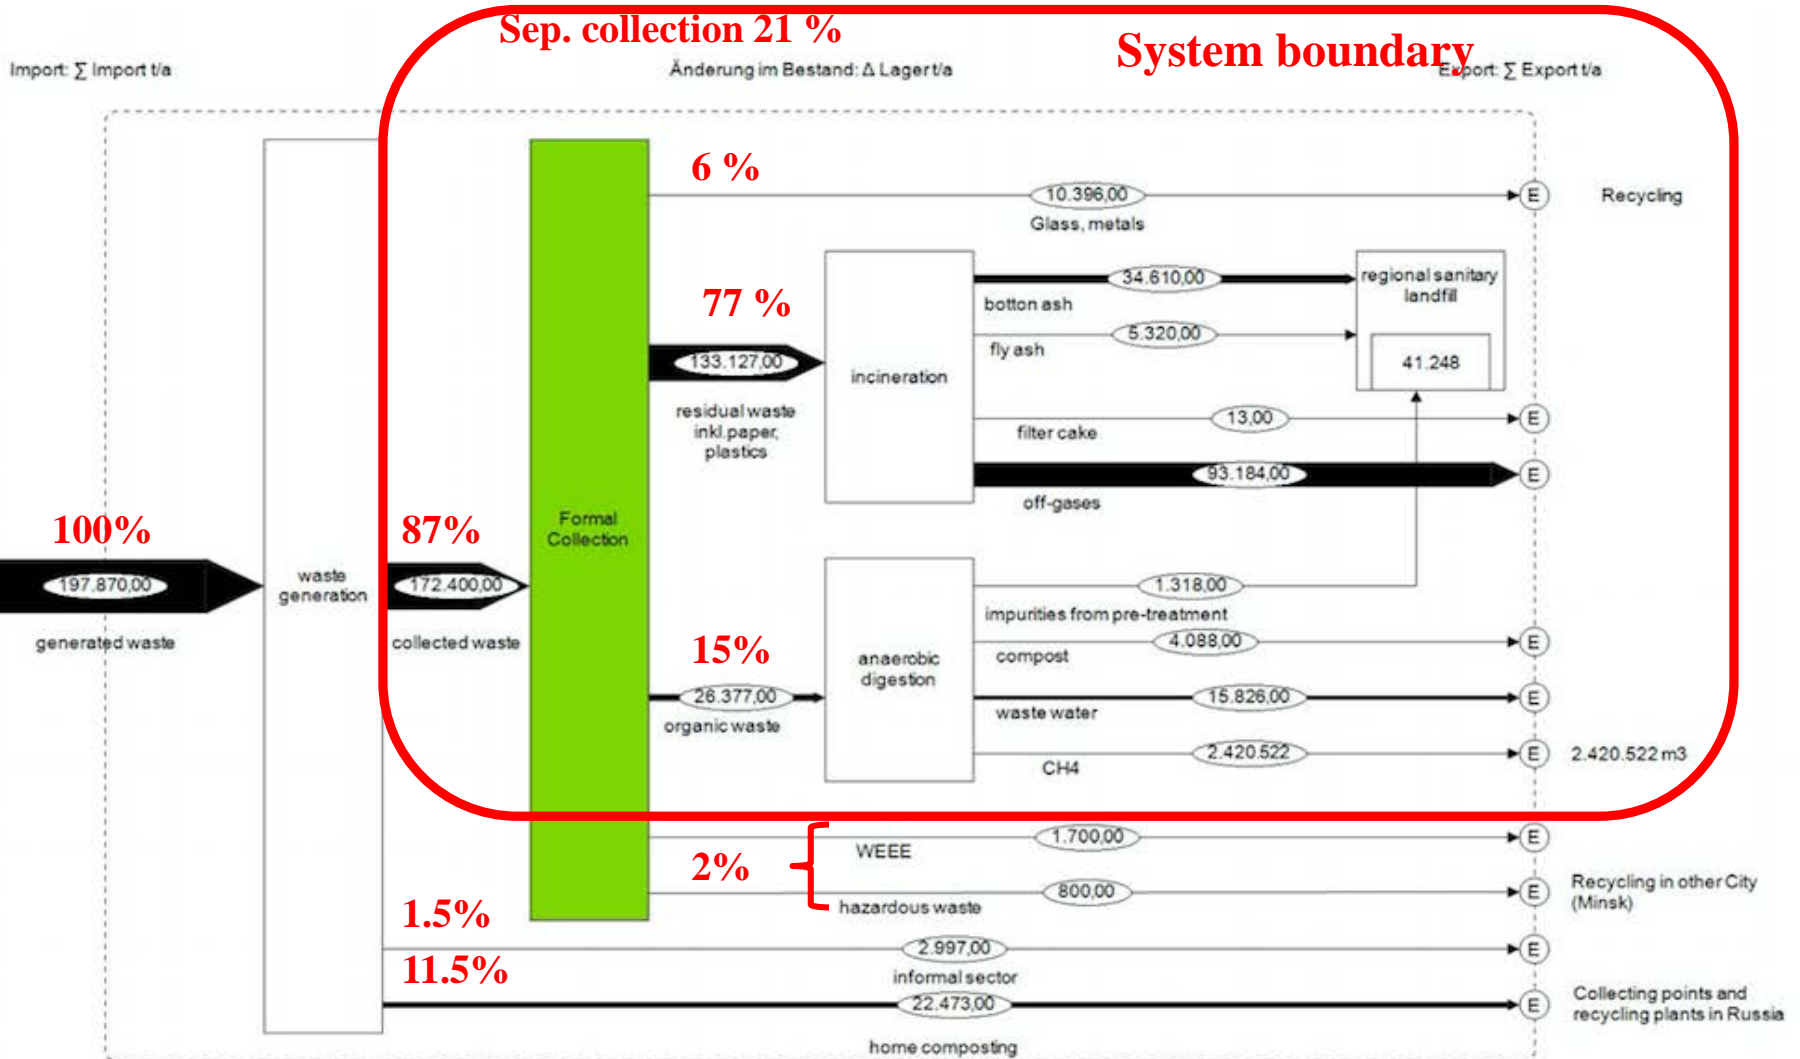 Sep. collection 21 %
System boundary
Import: ∑ Import t/a
Änderung im Bestand: Δ Lager t/a
Export: ∑ Export t/a
6 %
10.396,00
E
Recycling
Glass, metals
77 %
34.610,00
regional sanitary
landfill
botton ash
5.320,00
fly ash
133.127,00
41.248
incineration
residual waste
inkl.paper,
plastics
13,00
E
filter cake
93.184,00
E
off-gases
100%
87%
Formal
Collection
197.870,00
waste
generation
172.400,00
1.318,00
impurities from pre-treatment
generated waste
collected waste
15%
4.088,00
E
compost
anaerobic
digestion
26.377,00
15.826,00
E
organic waste
waste water
2.420.522
E
2.420.522 m3
CH4
1.700,00
E
WEEE
2%
800,00
E
Recycling in other City
(Minsk)
hazardous waste
1.5%
2.997,00
E
informal sector
11.5%
22.473,00
E
Collecting points and
recycling plants in Russia
home composting